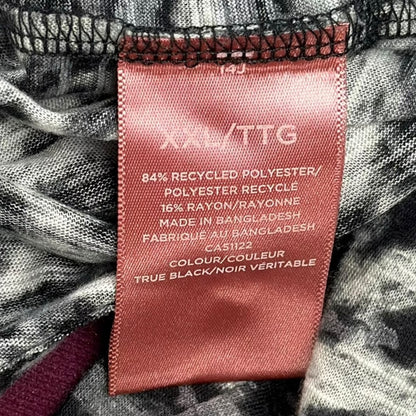 XXL/TTG
84% RECYCLED POLYESTER/
POLYESTER RECYCLÉ
16% RAYON/RAYONNE
MADE IN BANGLADESH
FABRIQUÉ AU BANGLADESH
CA51122
COLOUR/COULEUR
TRUE BLACK/NOIR VÉRITABLE